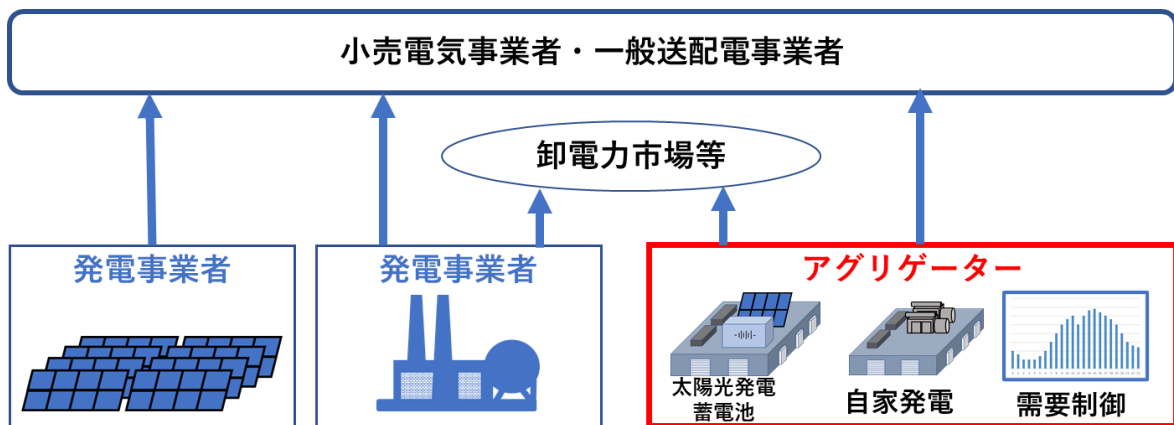 小売電気事業者・一般送配電事業者
卸電力市場等
発電事業者
発電事業者
アグリゲーター
太陽光発電
蓄電池
自家発電
需要制御